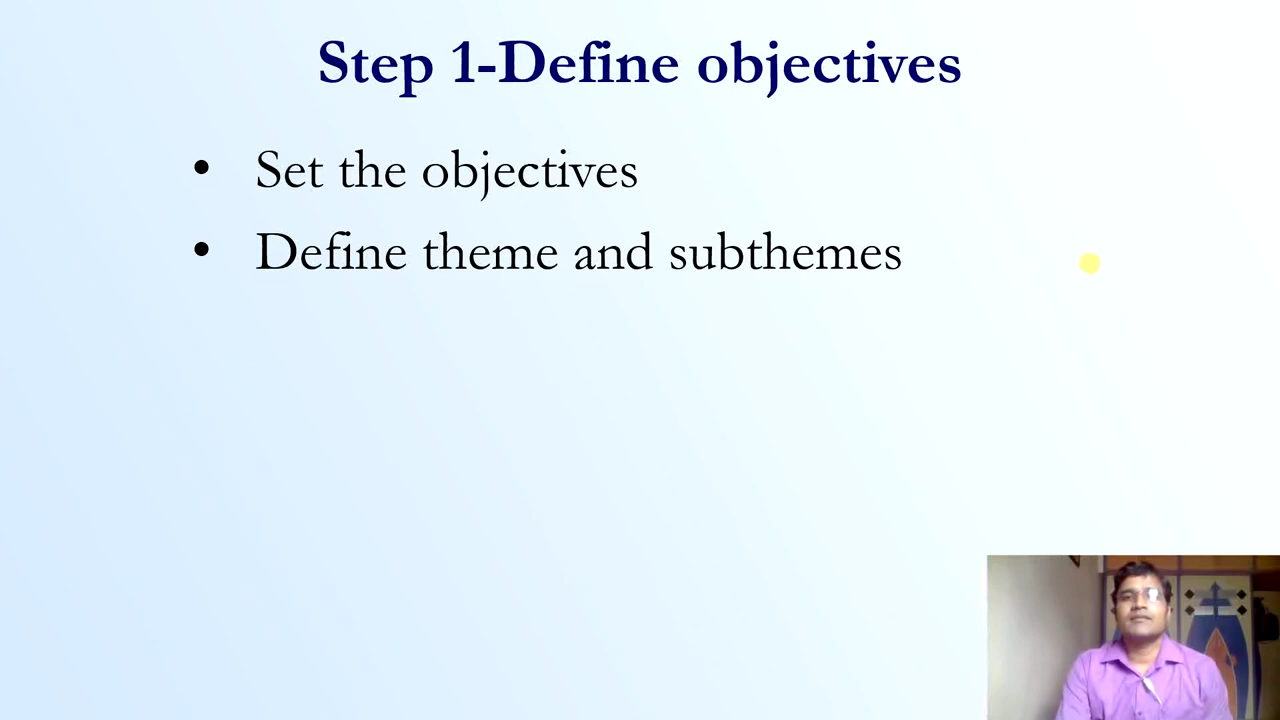 Step 1-Define objectives
• Set the objectives
• Define theme and subthemes